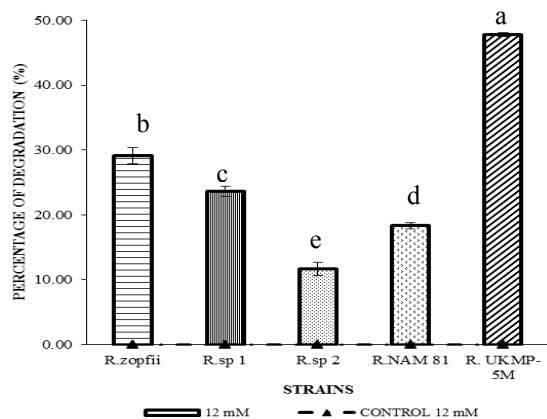 a
50.00
40.00
30.00
20.00
10.00
0.00
PERCENTAGE OF DEGRADATION (%)
b
c
e
d
R.zopfii
R.sp 1
R.sp 2
R.NAM 81
R. UKMP-
5M
STRAINS
12 mM
CONTROL 12 mM